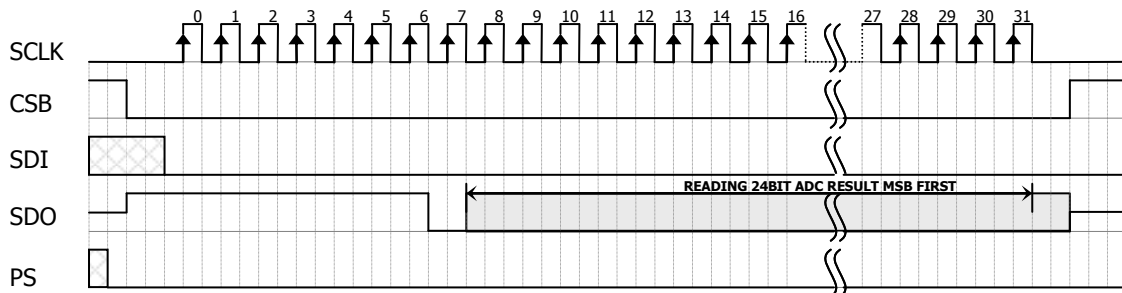 0 1 2 3 4 5 6 7 8 9 10 11 12 13 14 15 16 27 28 29 30 31
SCLK
CSB
SDI
READING 24BIT ADC RESULT MSB FIRST
SDO
PS